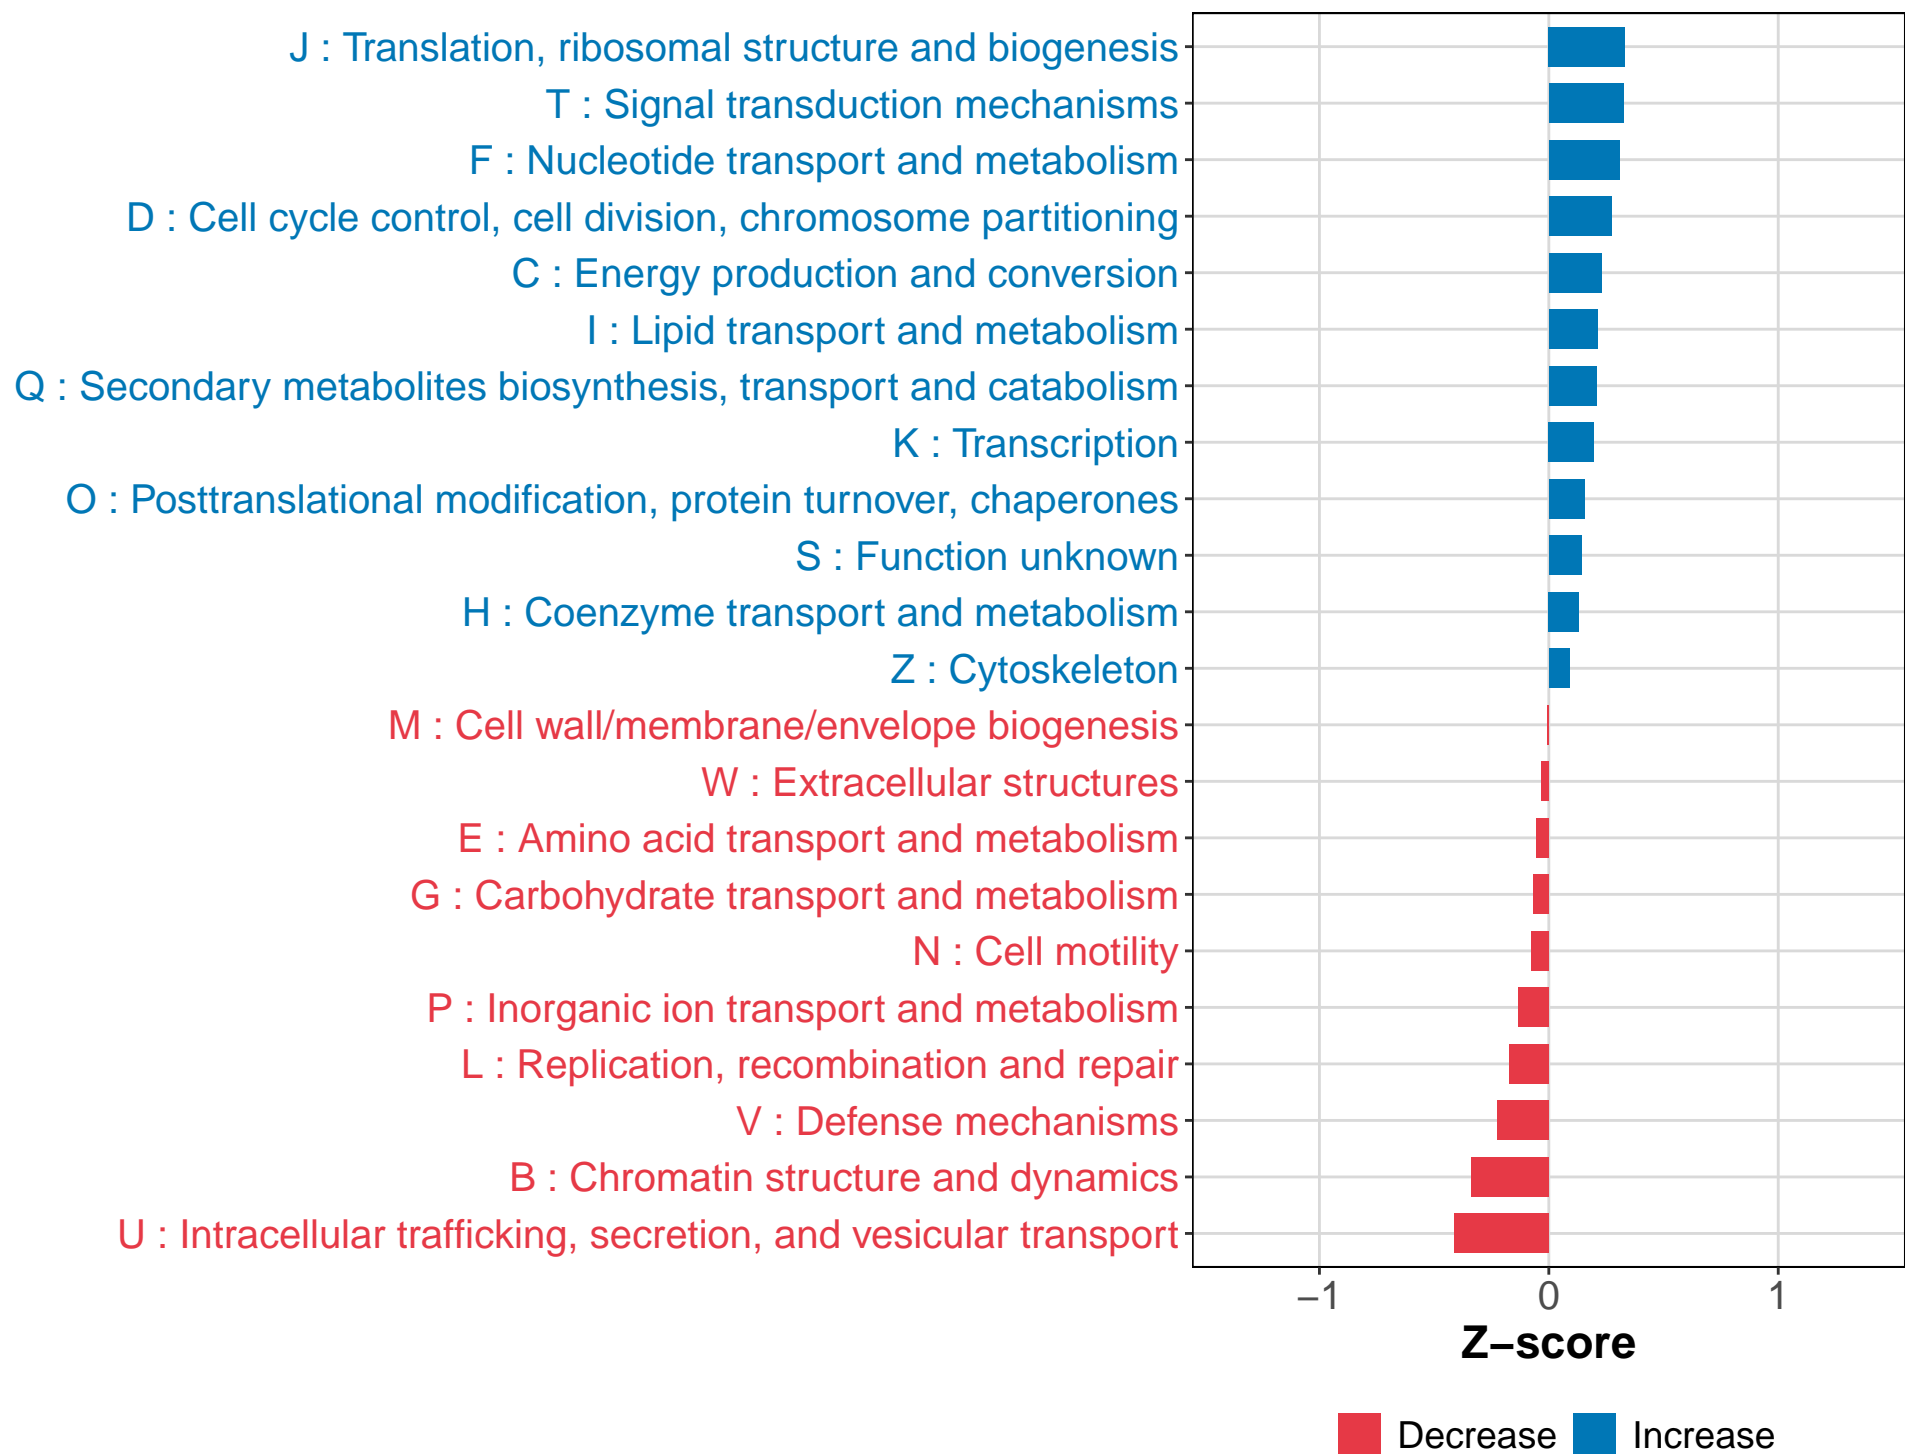 J : Translation, ribosomal structure and biogenesis
T : Signal transduction mechanisms
F : Nucleotide transport and metabolism
D : Cell cycle control, cell division, chromosome partitioning
C : Energy production and conversion
I : Lipid transport and metabolism
Q : Secondary metabolites biosynthesis, transport and catabolism
K : Transcription
O : Posttranslational modification, protein turnover, chaperones
S : Function unknown
H : Coenzyme transport and metabolism
Z : Cytoskeleton
M : Cell wall/membrane/envelope biogenesis
W : Extracellular structures
E : Amino acid transport and metabolism
G : Carbohydrate transport and metabolism
N : Cell motility
P : Inorganic ion transport and metabolism
L : Replication, recombination and repair
V : Defense mechanisms
B : Chromatin structure and dynamics
U : Intracellular trafficking, secretion, and vesicular transport
−1 0 1
Z−score
Decrease Increase